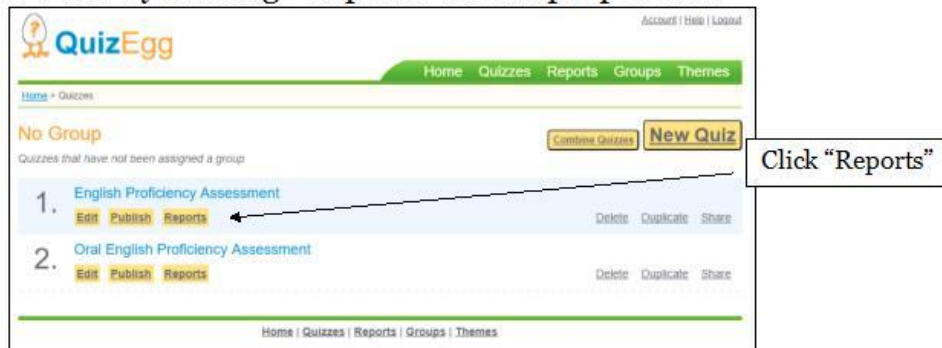 Account | Help | Logout
QuizEgg
Home Quizzes Reports Groups Themes
Home > Quizzes
No Group
Combine Quizzes New Quiz
Quizzes that have not been assigned a group
Click “Reports”
1. English Proficiency Assessment
Edit Publish Reports Delete Duplicate Share
2. Oral English Proficiency Assessment
Edit Publish Reports Delete Duplicate Share
Home | Quizzes | Reports | Groups | Themes